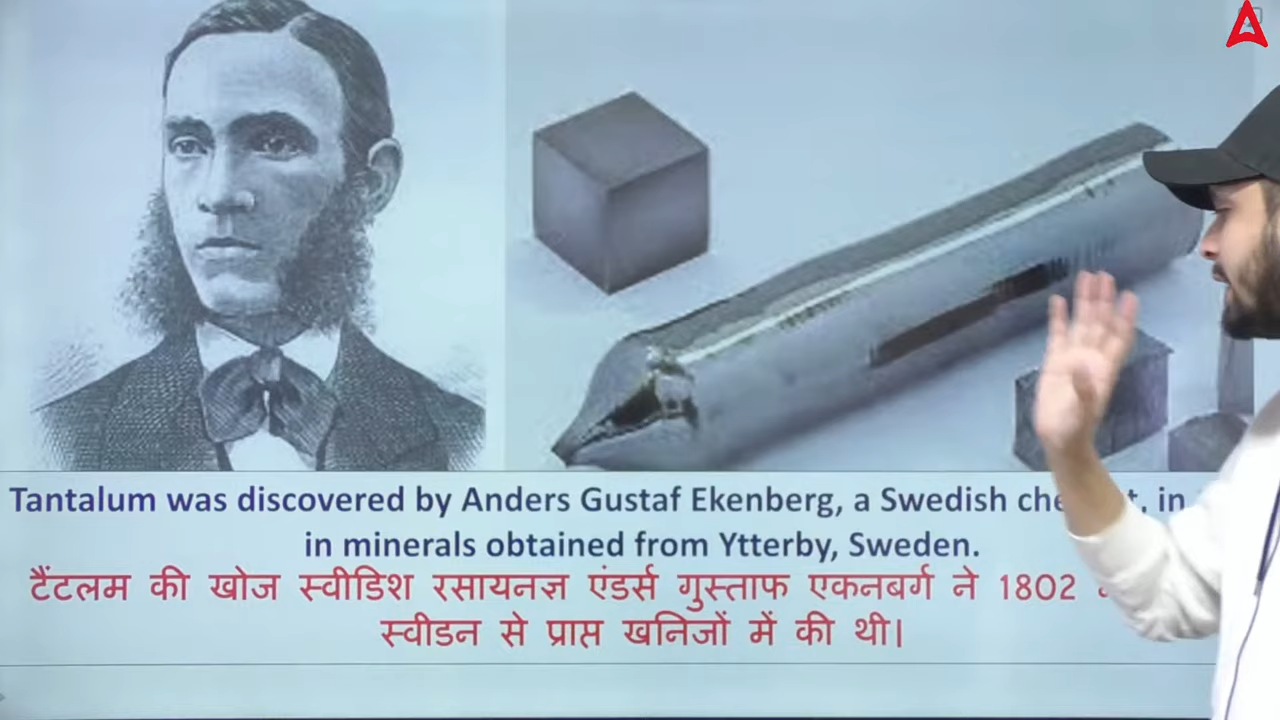 Tantalum was discovered by Anders Gustaf Ekenberg, a Swedish in
in minerals obtained from Ytterby, Sweden.
टैंटलम की खोज स्वीडिश रसायनज्ञ एंडर्स गुस्ताफ एकनबर्ग ने 1802
स्वीडन से प्राप्त खनिजों में की थी।